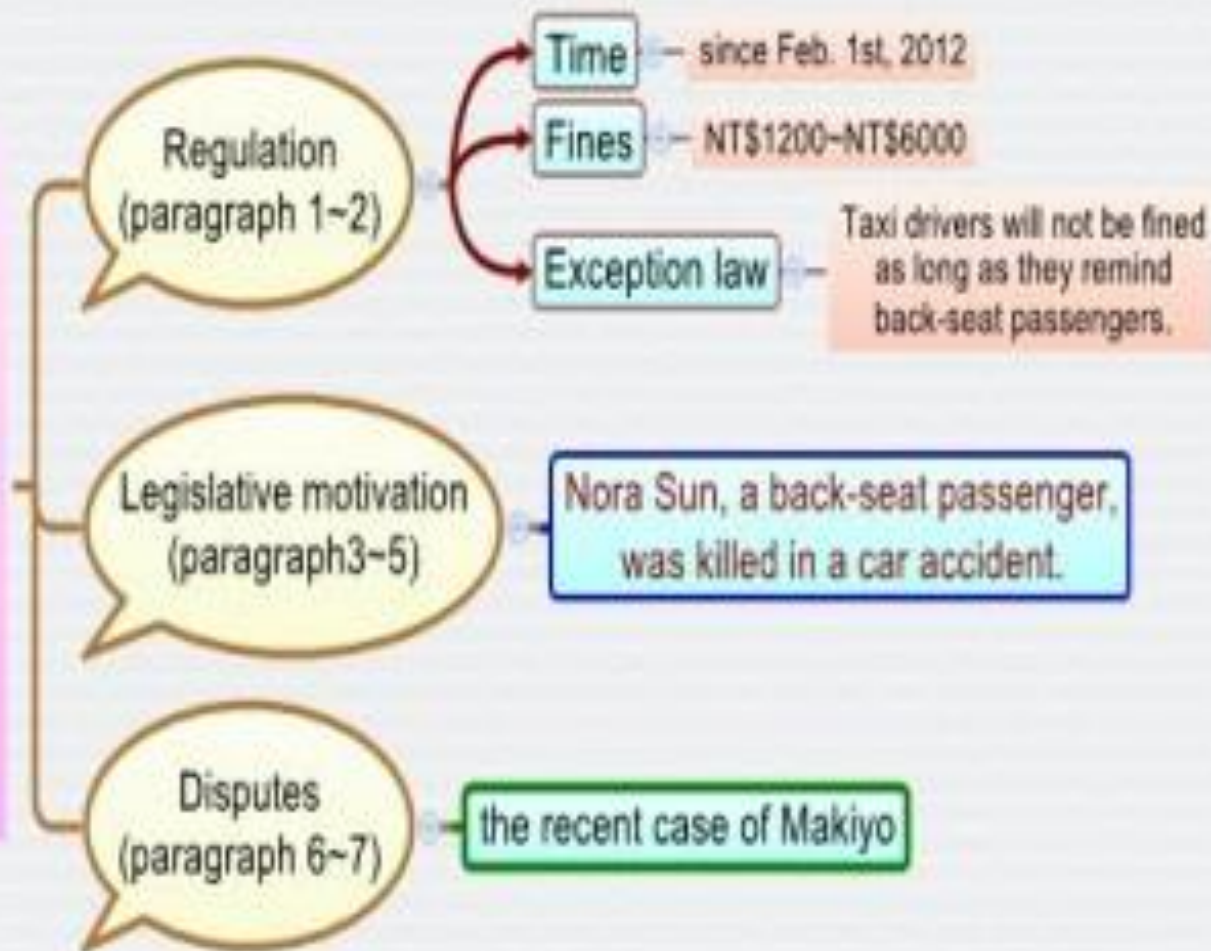 Regulation
(paragraph 1~2)
Time
since Feb. 1st, 2012
Fines
NT$1200~NT$6000
Exception law
Taxi drivers will not be fined
as long as they remind
back-seat passengers.
Legislative motivation
(paragraph3~5)
Nora Sun, a back-seat passenger,
was killed in a car accident.
Disputes
(paragraph 6~7)
the recent case of Makiyo